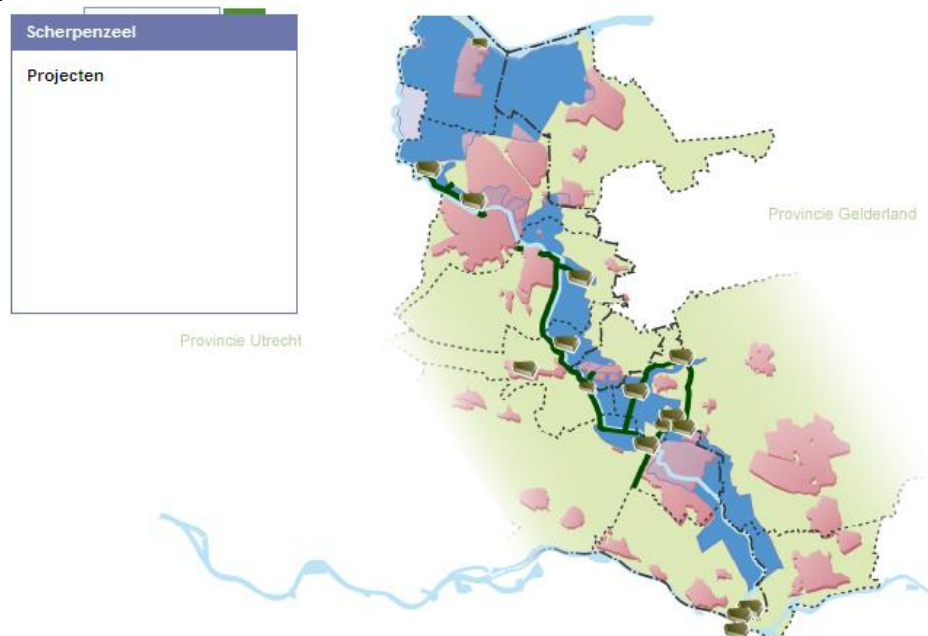 Scherpenzeel
Projecten
Provincie Gelderland
Provincie Utrecht